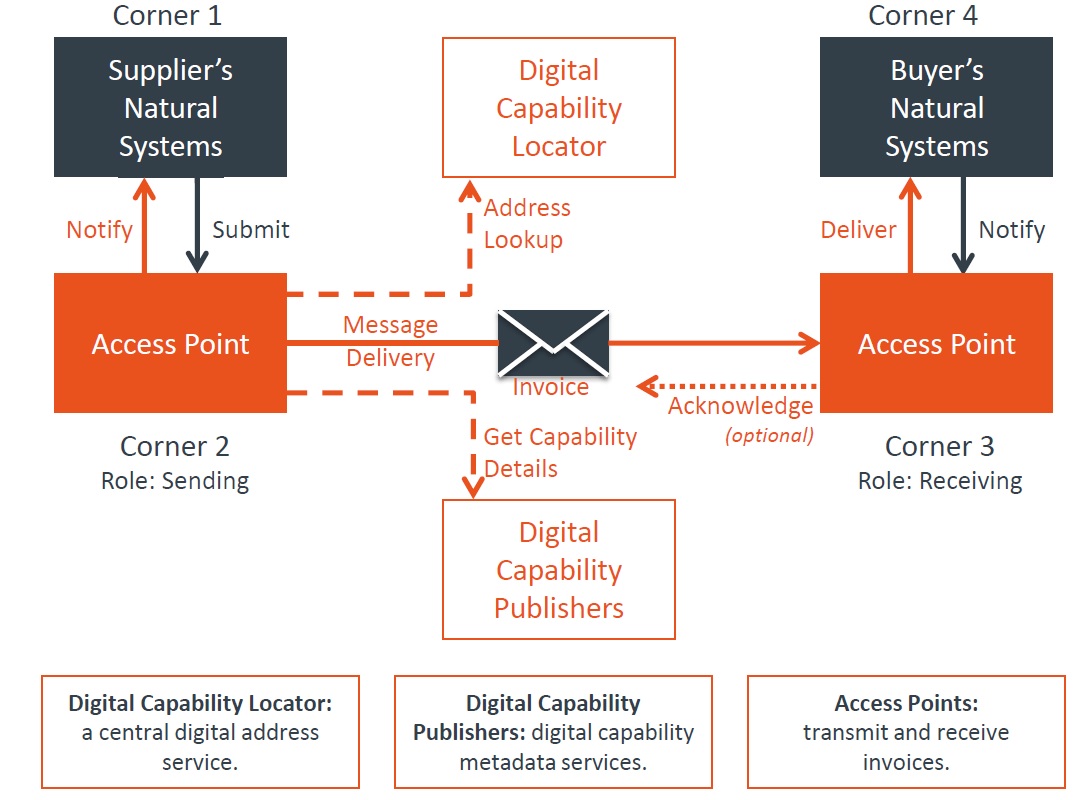 Corner 1
Corner 4
Supplier’s
Natural
Systems
Digital
Capability
Locator
Buyer’s
Natural
Systems
Notify
Submit
Address
Lookup
Deliver
Notify
Access Point
Message
Delivery
Invoice
Access Point
Acknowledge
(optional)
Corner 2
Role: Sending
Get Capability
Details
Corner 3
Role: Receiving
Digital
Capability
Publishers
Digital Capability Locator:
a central digital address
service.
Digital Capability
Publishers: digital capability
metadata services.
Access Points:
transmit and receive
invoices.